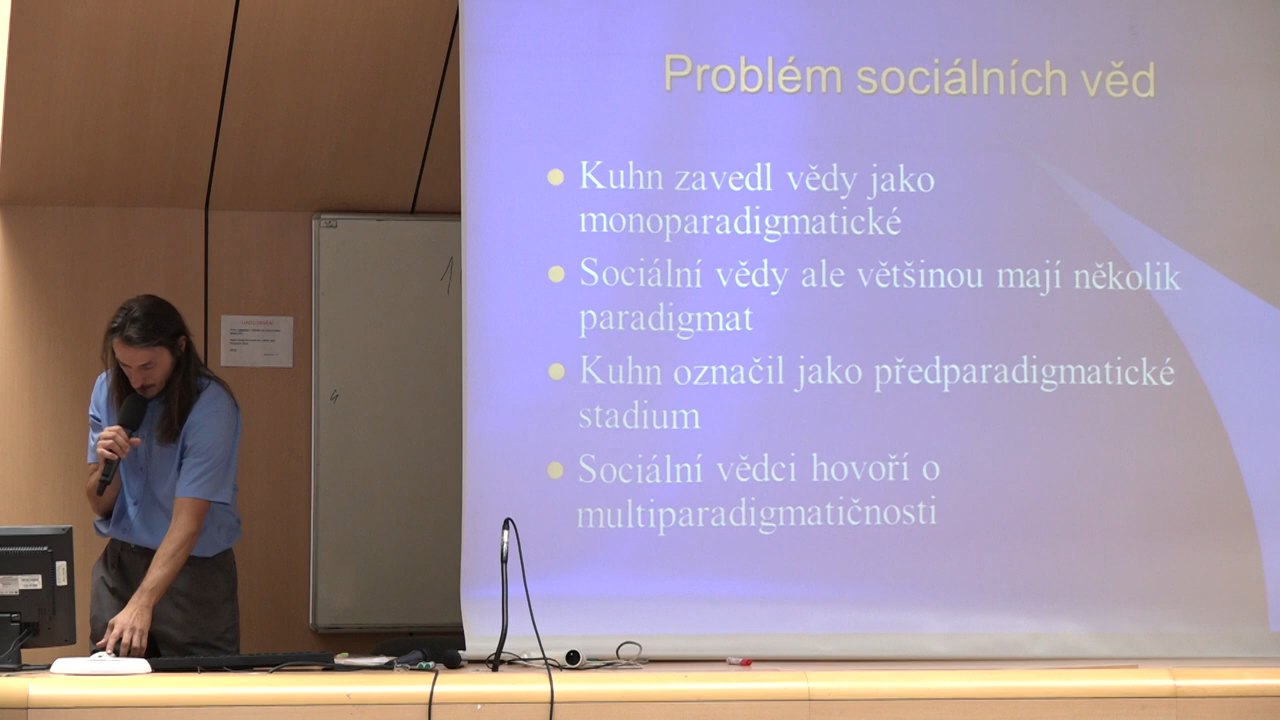 Problém sociálních věd
Kuhn zavedl vědy jako
monoparadigmatické
Sociální vědy ale většinou mají několik
paradigmat
Kuhn označil jako předparadigmatické
stadium
Sociální vědci hovoří o
multiparadigmatičnosti